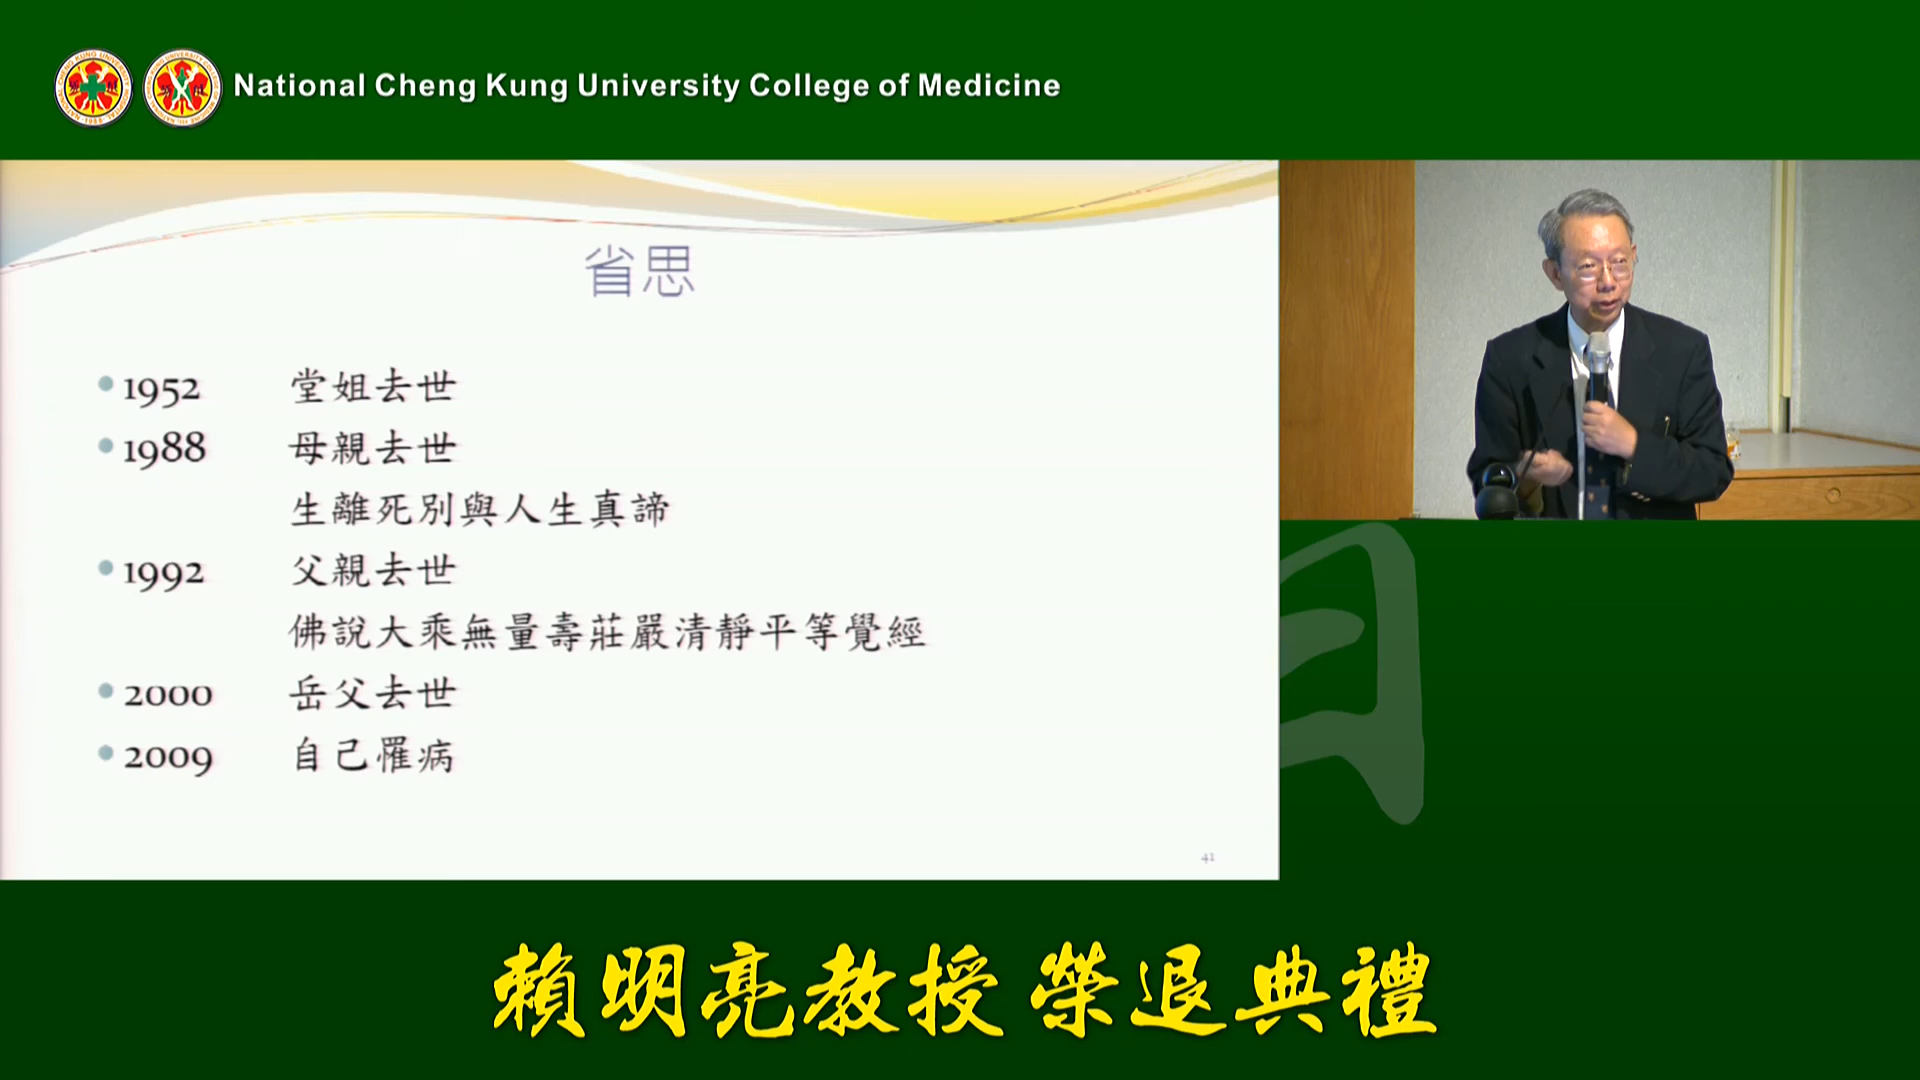 National Cheng Kung University College of Medicine
省思
1952 堂姐去世
1988 母親去世
生離死別與人生真諦
1992 父親去世
佛說大乘無量壽莊嚴清靜平等覺經
2000 岳父去世
2009 自己罹病
41
賴明亮教授 榮退典禮